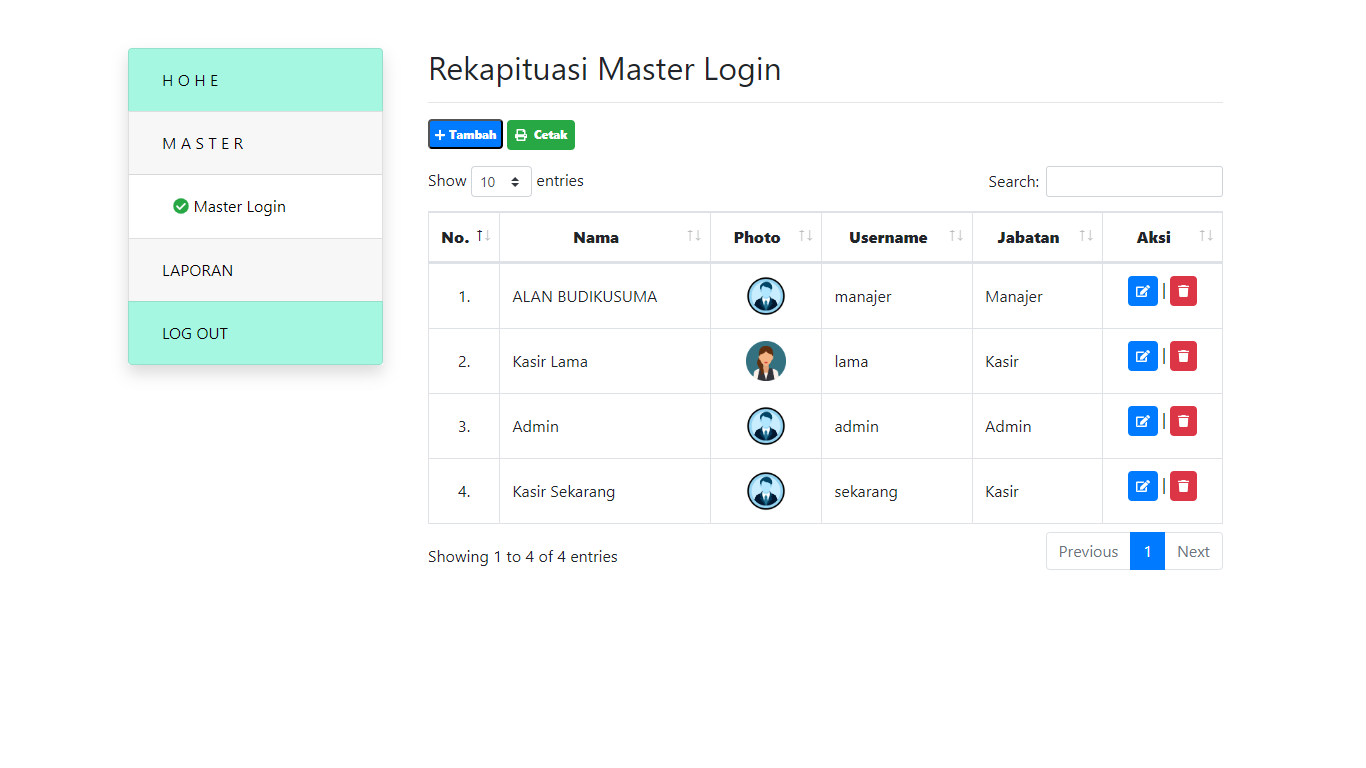 H O H E
M A S T E R
Master Login
LAPORAN
LOG OUT
Rekapituasi Master Login
Tambah Cetak
Show 10 entries Search:
No. Nama Photo Username Jabatan Aksi
1. ALAN BUDIKUSUMA manajer Manajer |
2. Kasir Lama lama Kasir |
3. Admin admin Admin |
4. Kasir Sekarang sekarang Kasir |
Showing 1 to 4 of 4 entries Previous 1 Next